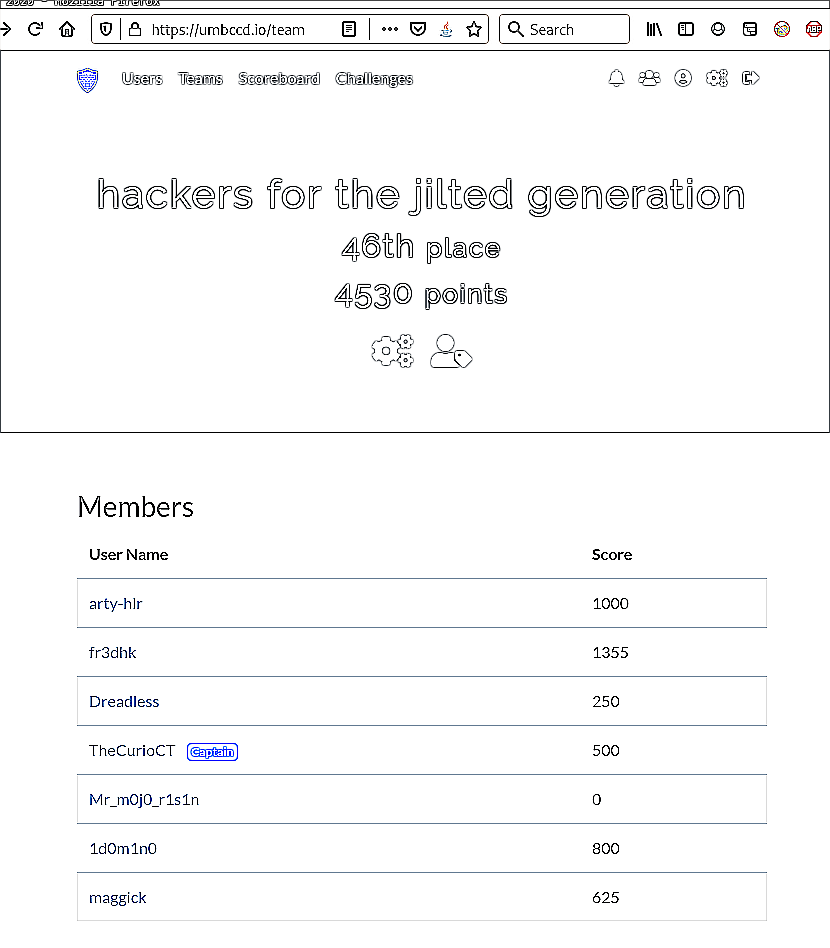 2020 - Mozilla Firefox
https://umbccd.io/team
Search
Users Teams Scoreboard Challenges
hackers for the jilted generation
46th place
4530 points
Members
User Name Score
arty-hlr 1000
fr3dhk 1355
Dreadless 250
TheCurioCT Captain 500
Mr_m0j0_r1s1n 0
1d0m1n0 800
maggick 625